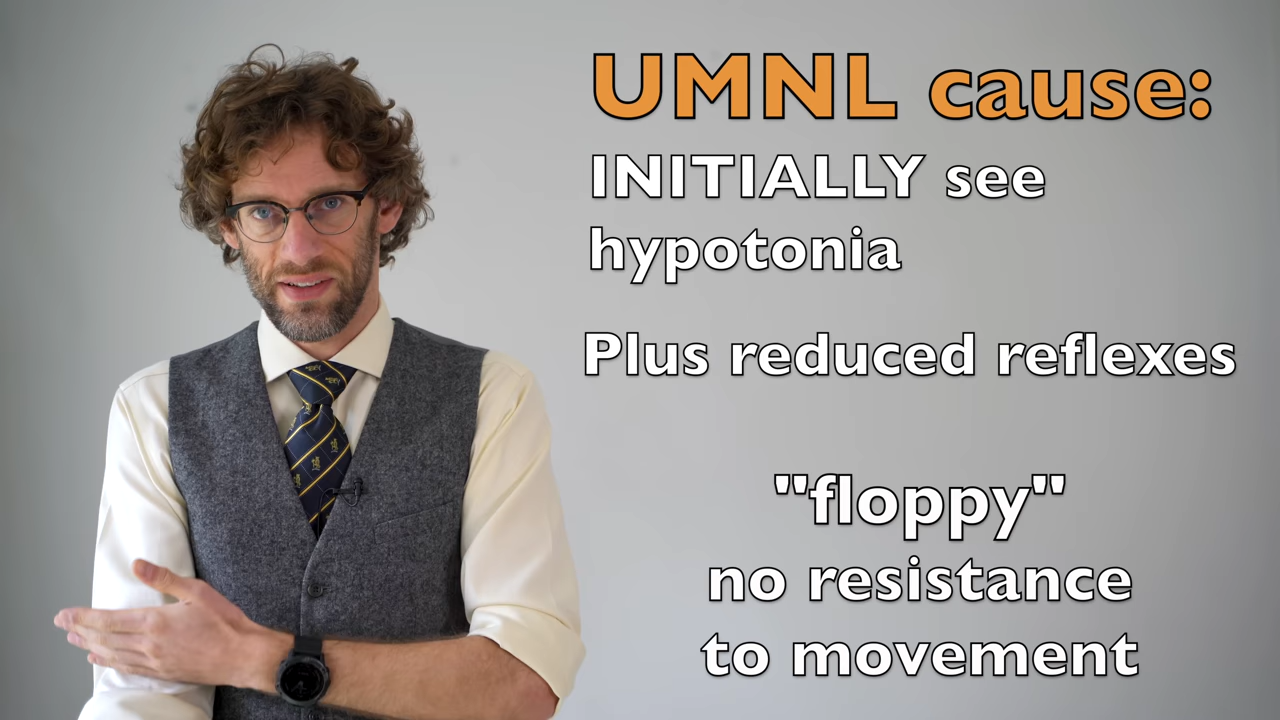 UMNL cause:
INITIALLY see
hypotonia
Plus reduced reflexes
"floppy"
no resistance
to movement